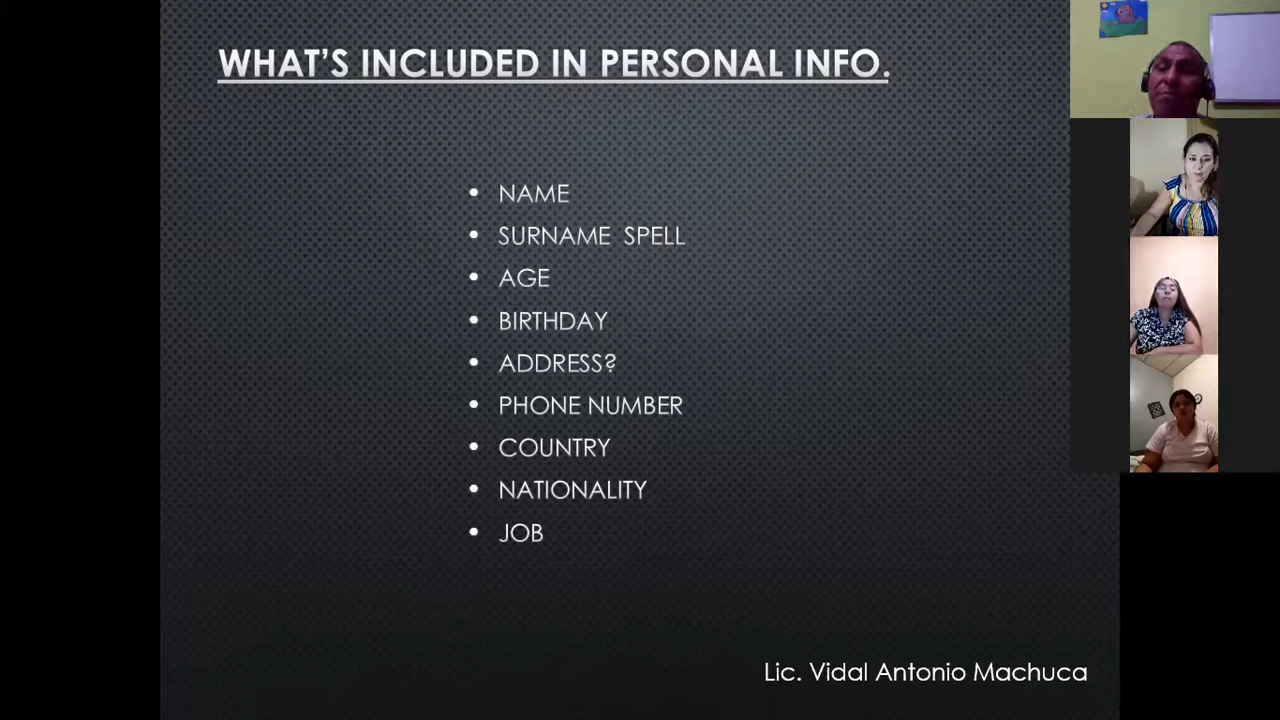 WHAT'S INCLUDED IN PERSONAL INFO.
• NAME
• SURNAME  SPELL
• AGE
• BIRTHDAY
• ADDRESS?
• PHONE NUMBER
• COUNTRY
• NATIONALITY
• JOB
Lic. Vidal Antonio Machuca